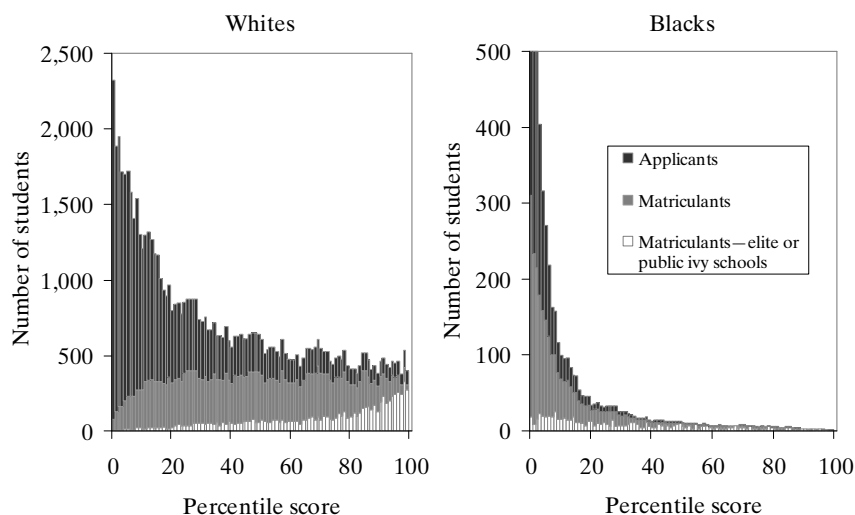 Whites
2,500
2,000
1,500
1,000
500
0
Number of students
0 20 40 60 80 100
Percentile score
Blacks
500
400
300
200
100
0
Number of students
0 20 40 60 80 100
Percentile score
Applicants
Matriculants
Matriculants—elite or
public ivy schools